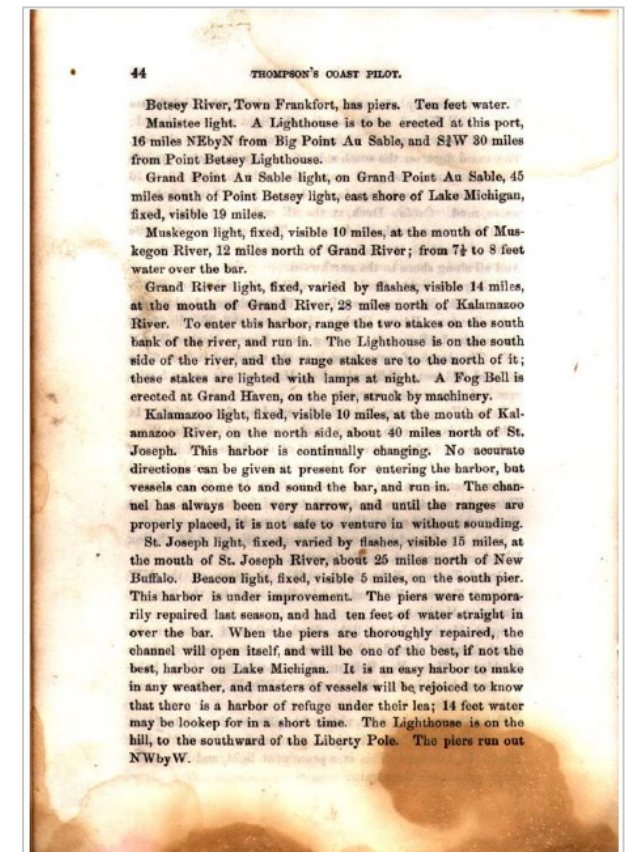 44 THOMPSON'S COAST PILOT.
Betsey River, Town Frankfort, has piers. Ten feet water.
Manistee light. A Lighthouse is to be erected at this port,
16 miles NEbyN from Big Point Au Sable, and S¾W 30 miles
from Point Betsey Lighthouse.
Grand Point Au Sable light, on Grand Point Au Sable, 45
miles south of Point Betsey light, east shore of Lake Michigan,
fixed, visible 19 miles.
Muskegon light, fixed, visible 10 miles, at the mouth of Mus-
kegon River, 12 miles north of Grand River; from 7½ to 8 feet
water over the bar.
Grand River light, fixed, varied by flashes, visible 14 miles,
at the mouth of Grand River, 28 miles north of Kalamazoo
River. To enter this harbor, range the two stakes on the south
bank of the river, and run in. The Lighthouse is on the south
side of the river, and the range stakes are to the north of it;
these stakes are lighted with lamps at night. A Fog Bell is
erected at Grand Haven, on the pier, struck by machinery.
Kalamazoo light, fixed, visible 10 miles, at the mouth of Kal-
amazoo River, on the north side, about 40 miles north of St.
Joseph. This harbor is continually changing. No accurate
directions can be given at present for entering the harbor, but
vessels can come to and sound the bar, and run in. The chan-
nel has always been very narrow, and until the ranges are
properly placed, it is not safe to venture in without sounding.
St. Joseph light, fixed, varied by flashes, visible 15 miles, at
the mouth of St. Joseph River, about 25 miles north of New
Buffalo. Beacon light, fixed, visible 5 miles, on the south pier.
This harbor is under improvement. The piers were tempora-
rily repaired last season, and had ten feet of water straight in
over the bar. When the piers are thoroughly repaired, the
channel will open itself, and will be one of the best, if not the
best, harbor on Lake Michigan. It is an easy harbor to make
in any weather, and masters of vessels will be rejoiced to know
that there is a harbor of refuge under their lea; 14 feet water
may be lookep for in a short time. The Lighthouse is on the
hill, to the southward of the Liberty Pole. The piers run out
NWbyW.